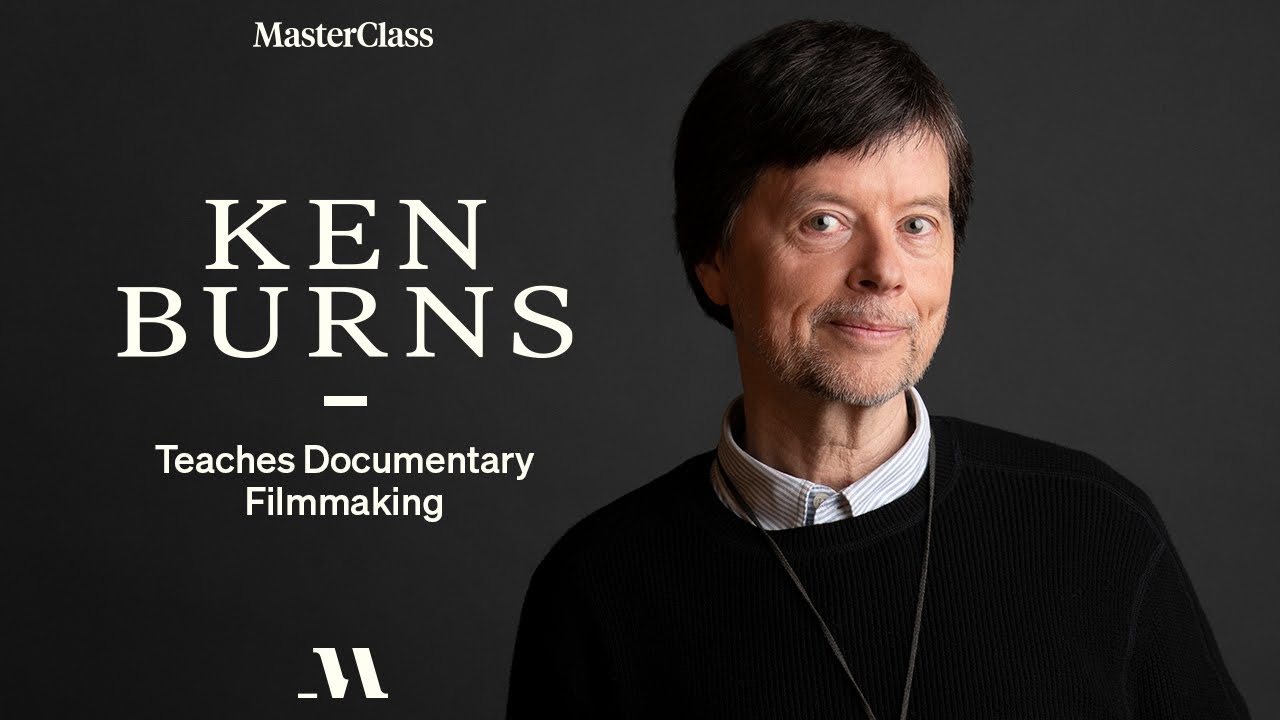 MasterClass
KEN
BURNS
Teaches Documentary
Filmmaking